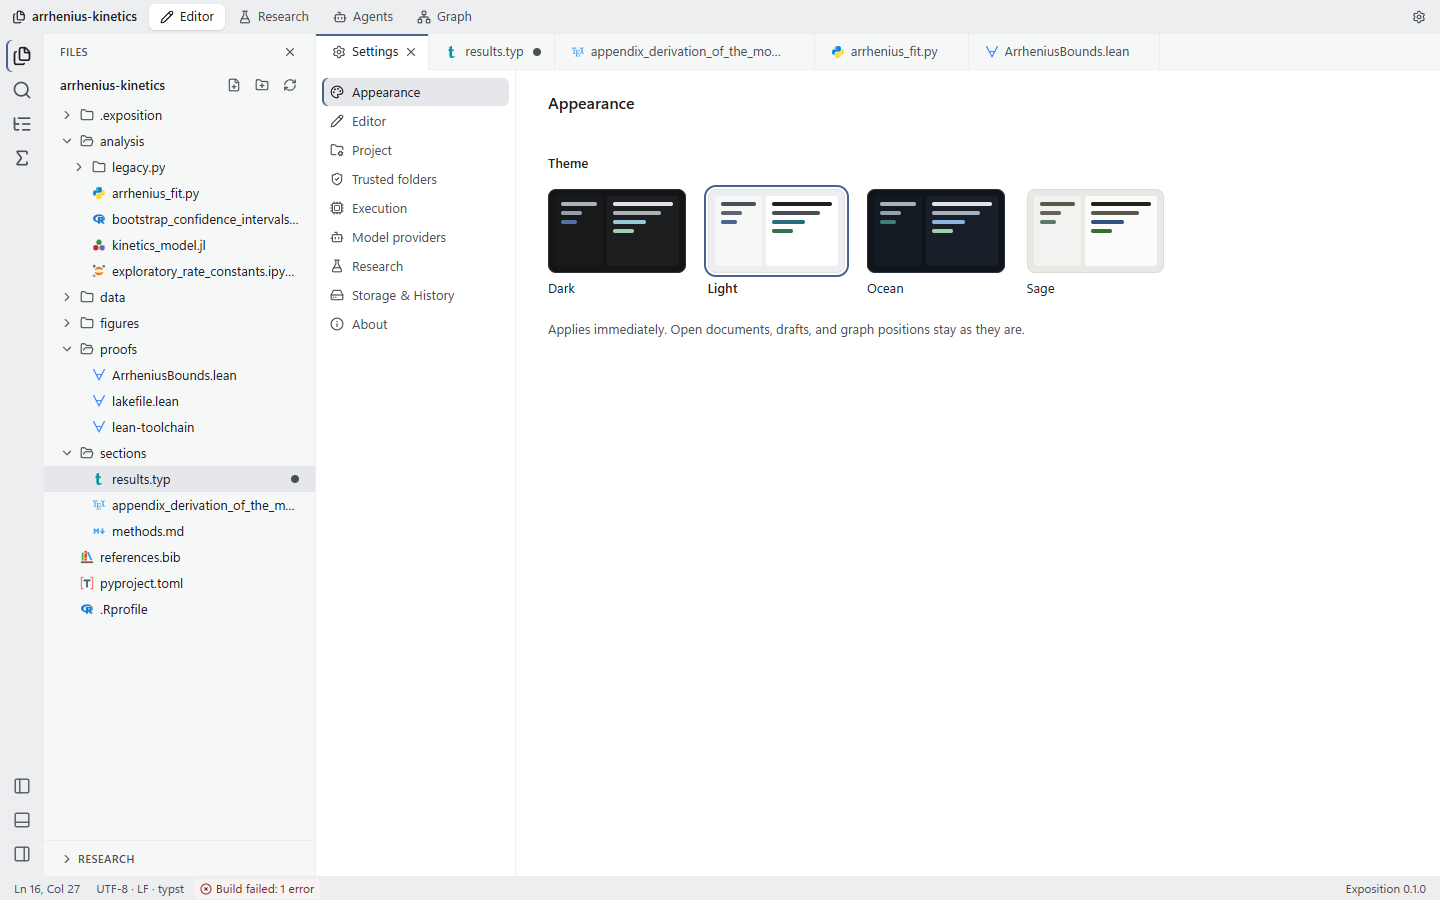 arrhenius-kinetics
Editor
Research
Agents
Graph
FILES
arrhenius-kinetics
.exposition
analysis
legacy.py
arrhenius_fit.py
bootstrap_confidence_intervals...
kinetics_model.jl
exploratory_rate_constants.ipy...
data
figures
proofs
ArrheniusBounds.lean
lakefile.lean
lean-toolchain
sections
results.typ
appendix_derivation_of_the_m...
methods.md
references.bib
pyproject.toml
.Rprofile
RESEARCH
Settings
results.typ
appendix_derivation_of_the_mo...
arrhenius_fit.py
ArrheniusBounds.lean
Appearance
Editor
Project
Trusted folders
Execution
Model providers
Research
Storage & History
About
Appearance
Theme
Dark
Light
Ocean
Sage
Applies immediately. Open documents, drafts, and graph positions stay as they are.
Ln 16, Col 27
UTF-8 · LF · typst
Build failed: 1 error
Exposition 0.1.0